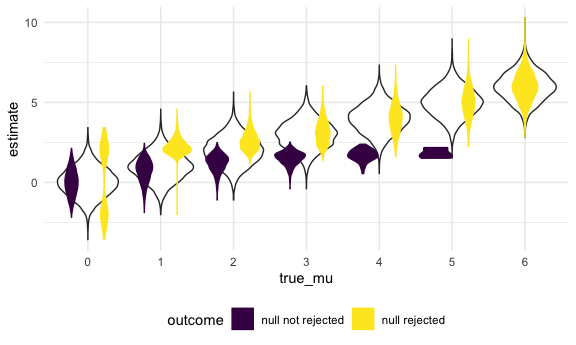 10
5
0
estimate
0 1 2 3 4 5 6
true_mu
outcome null not rejected null rejected